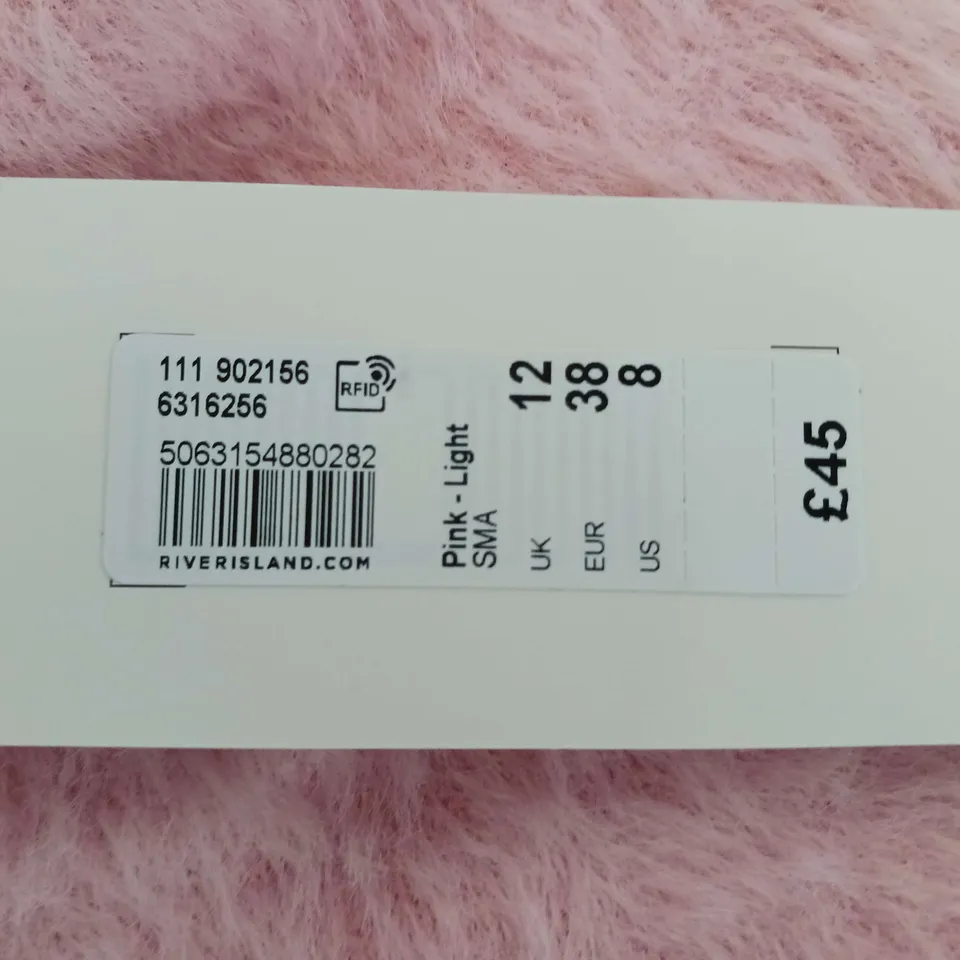 111 902156
6316256
RFID
5063154880282
RIVERISLAND.COM
Pink - Light
SMA
UK 12
EUR 38
US 8
£45